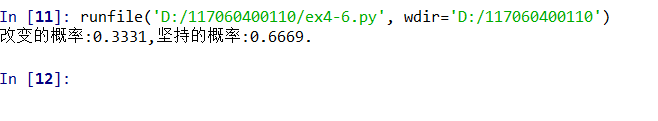 In [11]: runfile('D:/117060400110/ex4-6.py', wdir='D:/117060400110')
改变的概率:0.3331,坚持的概率:0.6669.
In [12]: